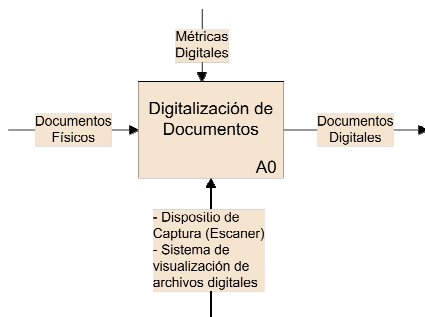 Métricas
Digitales
Digitalización de
Documentos
A0
Documentos
Físicos
Documentos
Digitales
- Dispositio de
Captura (Escaner)
- Sistema de
visualización de
archivos digitales